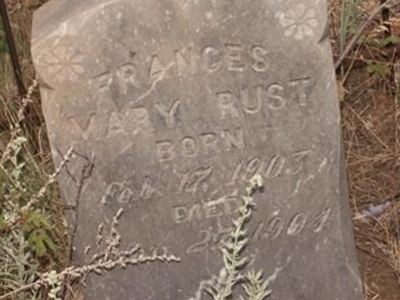 FRANCES
MARY RUST
BORN
Feb. 17, 1903
DIED
1904